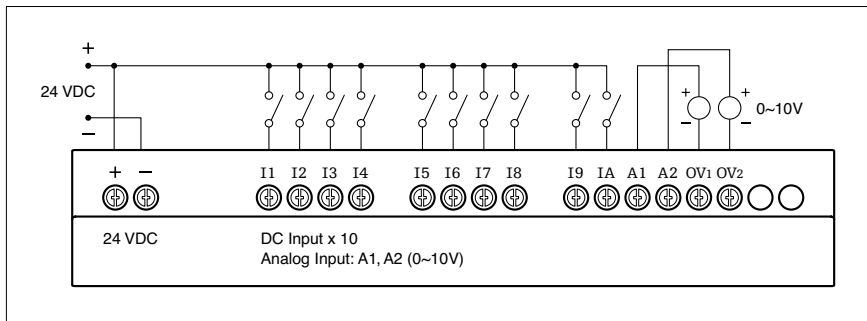 +
24 VDC
−
+ +
0~10V
− −
+ − I1 I2 I3 I4 I5 I6 I7 I8 I9 IA A1 A2 OV1 OV2
24 VDC
DC Input x 10
Analog Input: A1, A2 (0~10V)